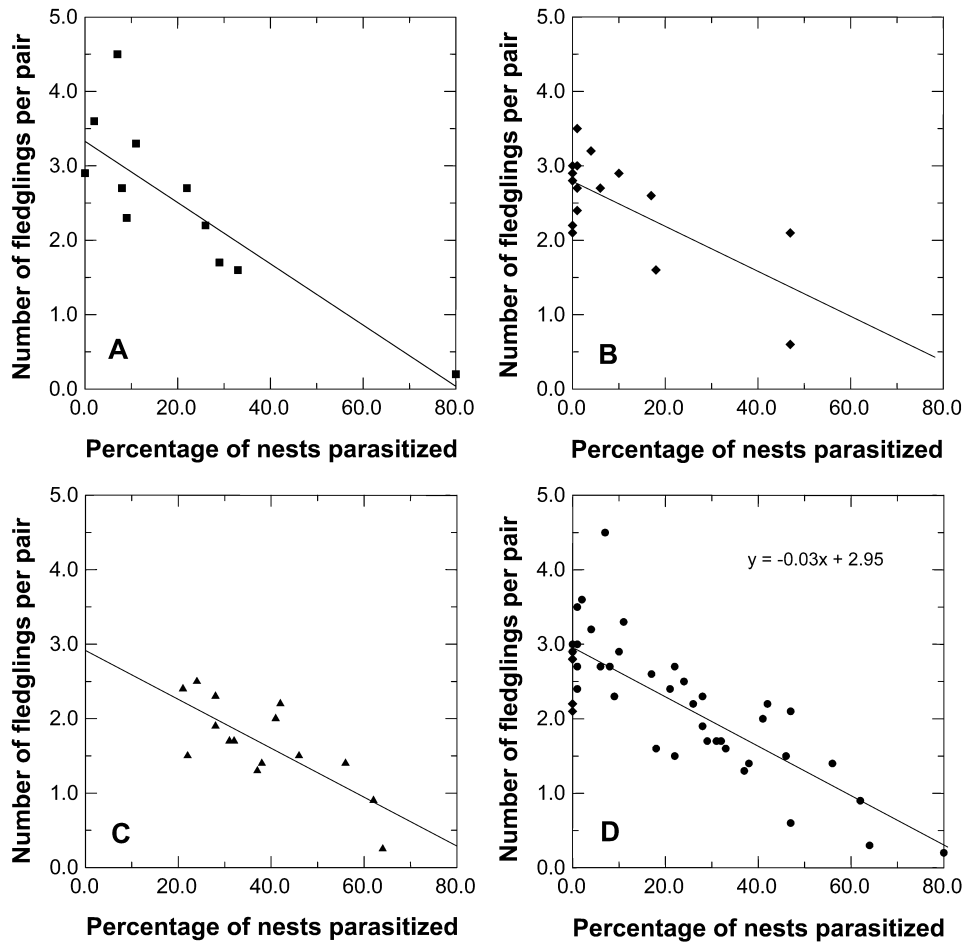 5.0
4.0
3.0
2.0
1.0
0.0
Number of fledglings per pair
A
0.0 20.0 40.0 60.0 80.0
Percentage of nests parasitized
5.0
4.0
3.0
2.0
1.0
0.0
Number of fledglings per pair
B
0.0 20.0 40.0 60.0 80.0
Percentage of nests parasitized
5.0
4.0
3.0
2.0
1.0
0.0
Number of fledglings per pair
C
0.0 20.0 40.0 60.0 80.0
Percentage of nests parasitized
5.0
4.0
3.0
2.0
1.0
0.0
Number of fledglings per pair
y = -0.03x + 2.95
D
0.0 20.0 40.0 60.0 80.0
Percentage of nests parasitized